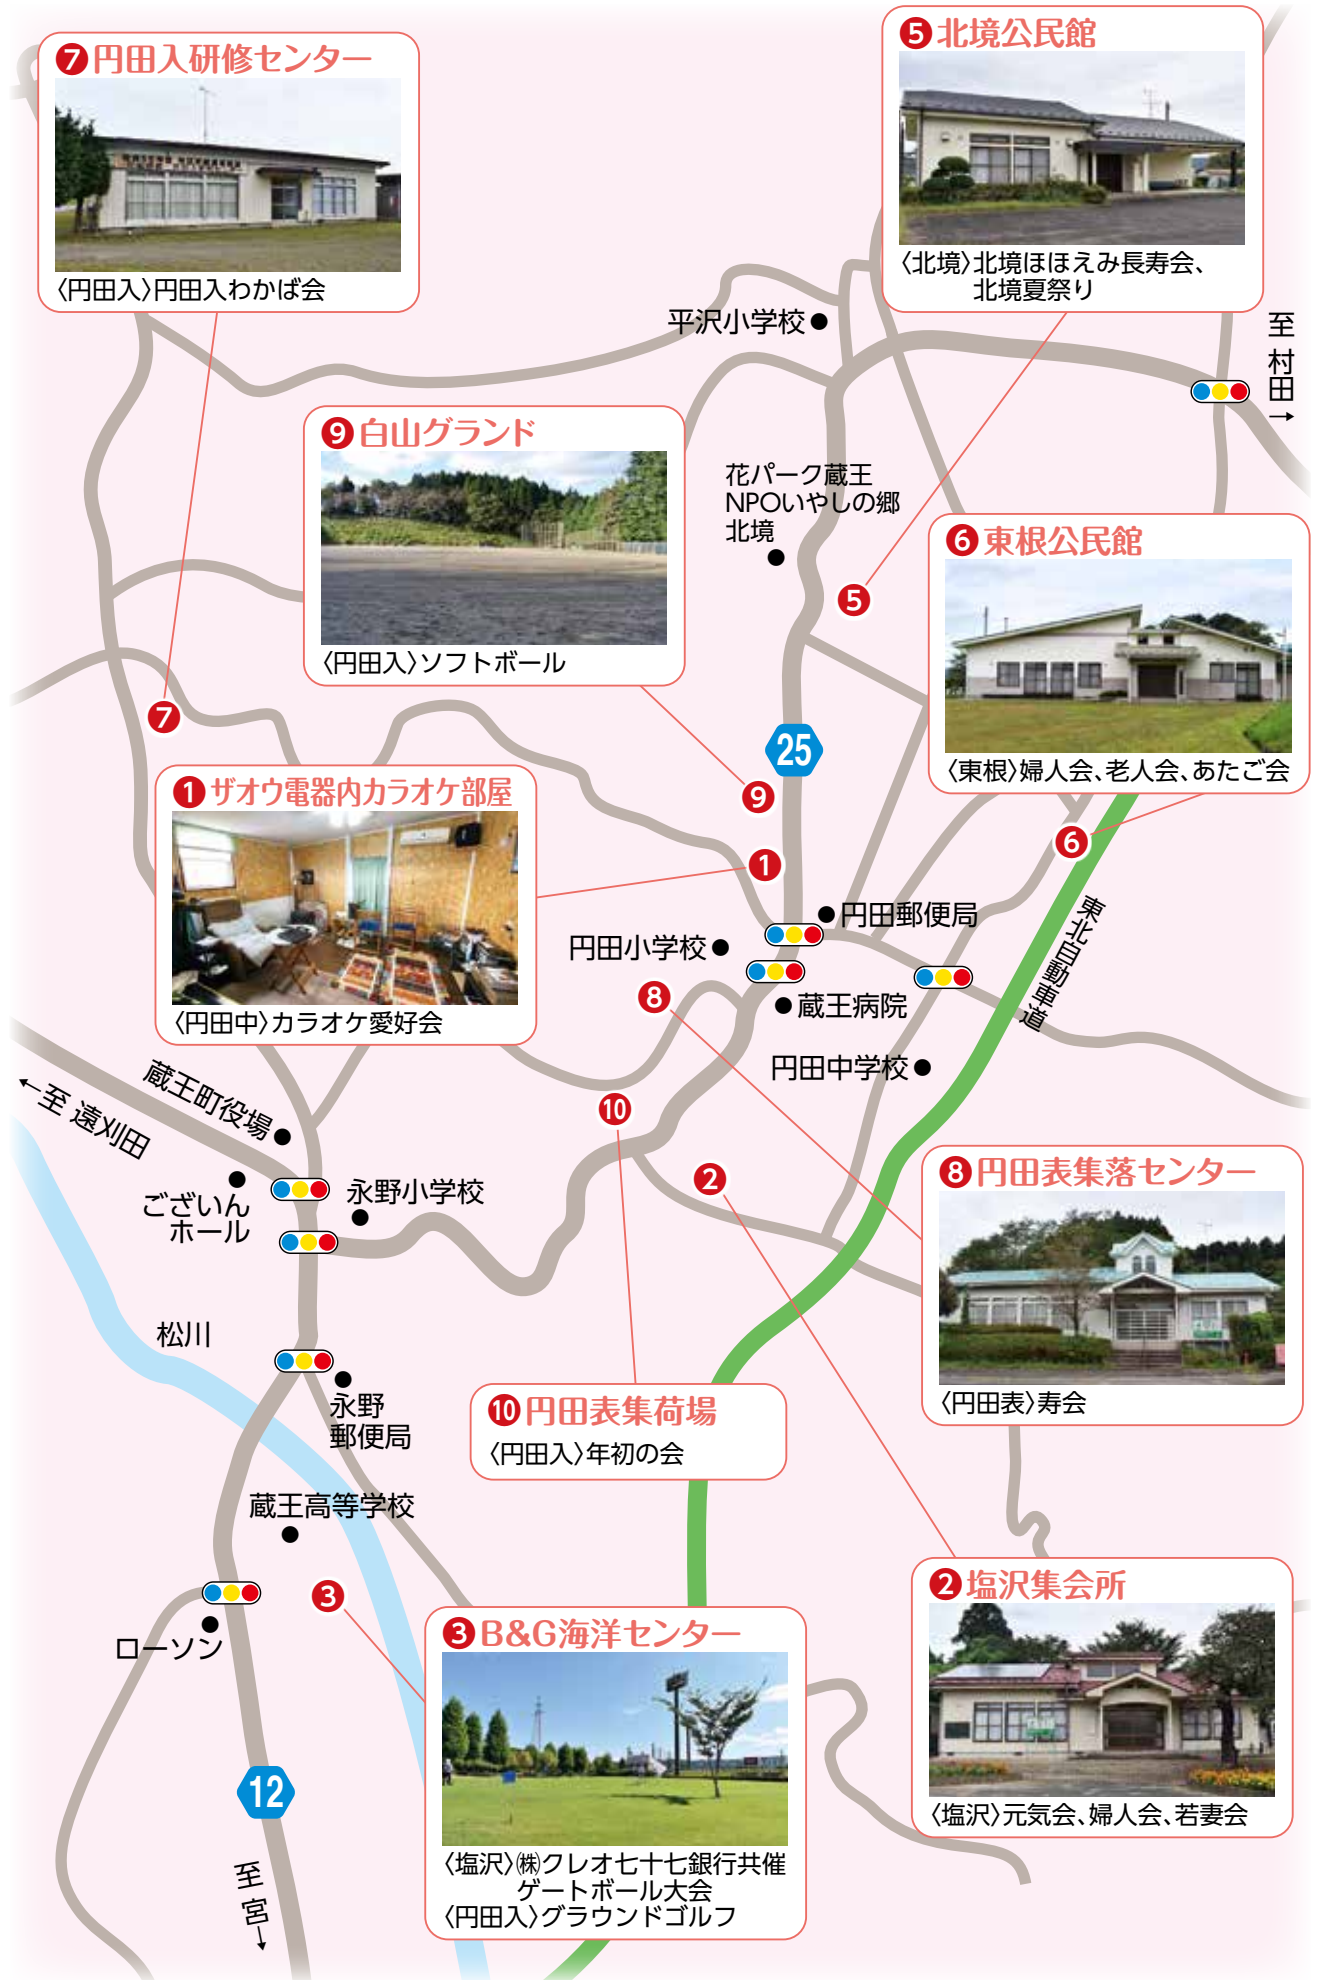 ❼円田入研修センター
〈円田入〉円田入わかば会
❺北境公民館
〈北境〉北境ほほえみ長寿会、
北境夏祭り
平沢小学校
至 村田→
❾白山グランド
〈円田入〉ソフトボール
花パーク蔵王
NPOいやしの郷
北境
❺
❻東根公民館
〈東根〉婦人会、老人会、あたご会
❼
25
❾
❶ザオウ電器内カラオケ部屋
〈円田中〉カラオケ愛好会
❶
❻
円田郵便局
円田小学校
東北自動車道
❽
蔵王病院
円田中学校
蔵王町役場
←至 遠刈田
❿
❷
ございん
ホール
永野小学校
❽円田表集落センター
〈円田表〉寿会
松川
永野
郵便局
❿円田表集荷場
〈円田入〉年初の会
蔵王高等学校
❸
ローソン
❷塩沢集会所
〈塩沢〉元気会、婦人会、若妻会
❸B&G海洋センター
〈塩沢〉㈱クレオ七十七銀行共催
ゲートボール大会
〈円田入〉グラウンドゴルフ
12
至 宮→